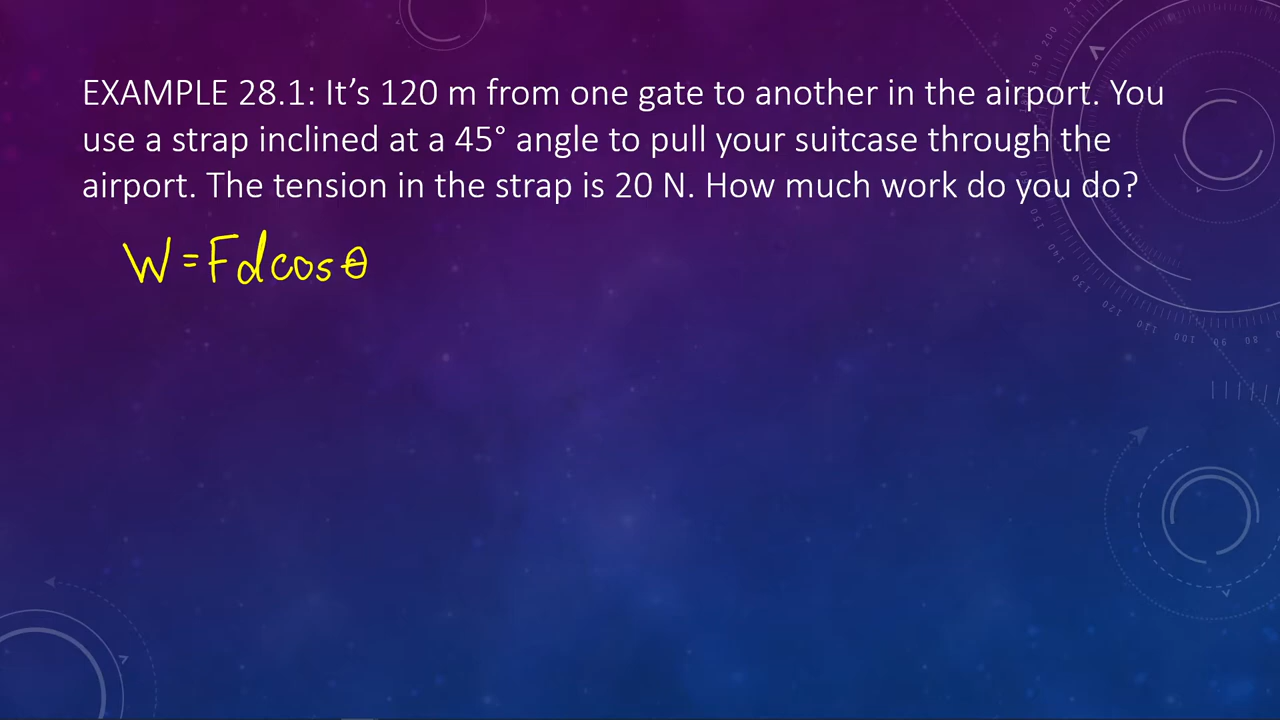 EXAMPLE 28.1: It’s 120 m from one gate to another in the airport. You
use a strap inclined at a 45° angle to pull your suitcase through the
airport. The tension in the strap is 20 N. How much work do you do?
W = Fd cos θ